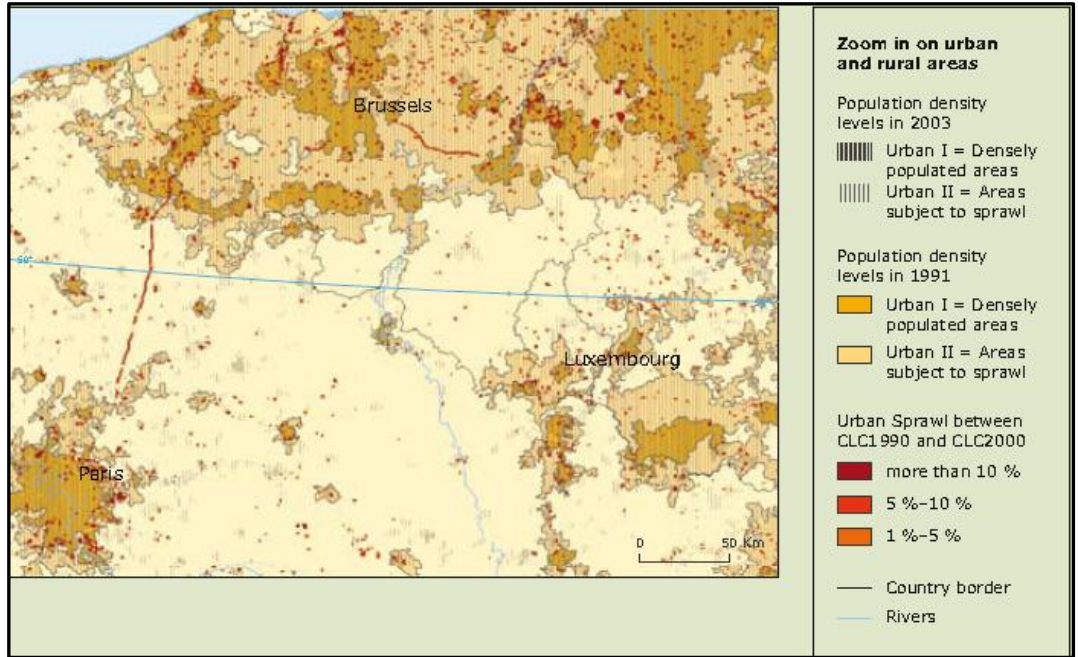 Brussels
50°
Luxembourg
Paris
0 50 Km
Zoom in on urban
and rural areas
Population density
levels in 2003
Urban I = Densely
populated areas
Urban II = Areas
subject to sprawl
Population density
levels in 1991
Urban I = Densely
populated areas
Urban II = Areas
subject to sprawl
Urban Sprawl between
CLC1990 and CLC2000
more than 10 %
5 %–10 %
1 %–5 %
Country border
Rivers